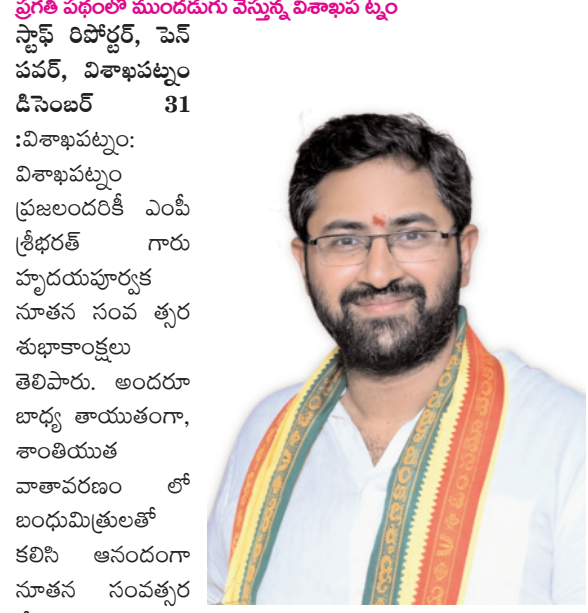 ప్రగతి పథంలో ముందడుగు వేస్తున్న విశాఖప ట్నం
స్టాఫ్ రిపోర్టర్, పెన్
పవర్, విశాఖపట్నం
డిసెంబర్ 31
:విశాఖపట్నం:
విశాఖపట్నం
ప్రజలందరికీ ఎంపీ
శ్రీభరత్ గారు
హృదయపూర్వక
నూతన సంవ త్సర
శుభాకాంక్షలు
తెలిపారు. అందరూ
బాధ్య తాయుతంగా,
శాంతియుత
వాతావరణం లో
బంధుమిత్రులతో
కలిసి ఆనందంగా
నూతన సంవత్సర